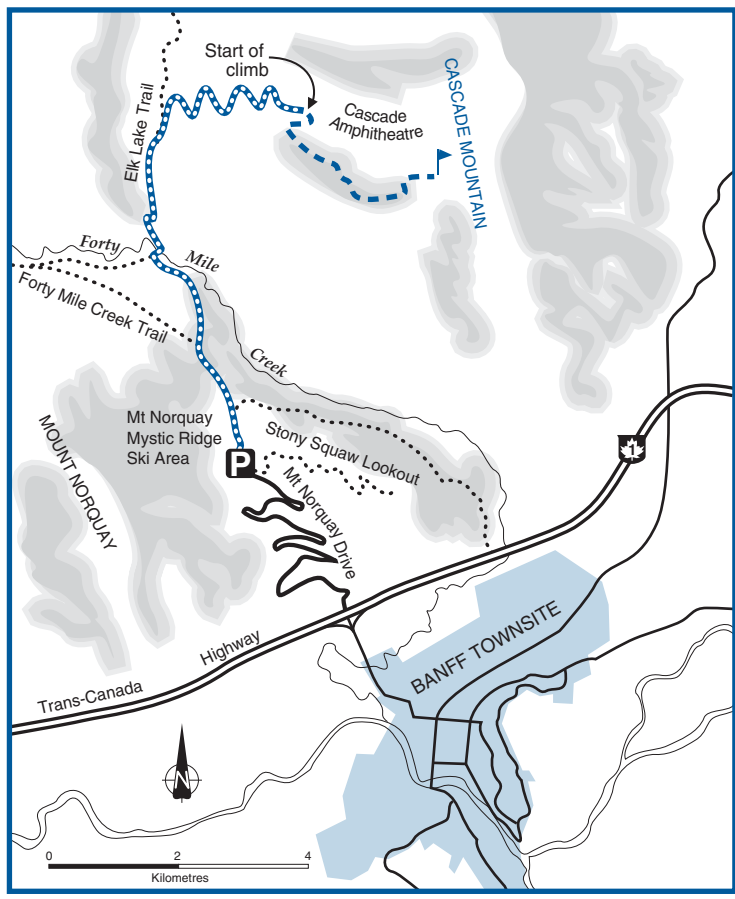 Start of
climb
CASCADE MOUNTAIN
Cascade
Amphitheatre
Elk Lake Trail
Forty
Mile
Creek
Forty Mile Creek Trail
Mt Norquay
Mystic Ridge
Ski Area
P
Stony Squaw Lookout
Mt Norquay Drive
MOUNT NORQUAY
1
Highway
Trans-Canada
BANFF TOWNSITE
N
0 2 4
Kilometres